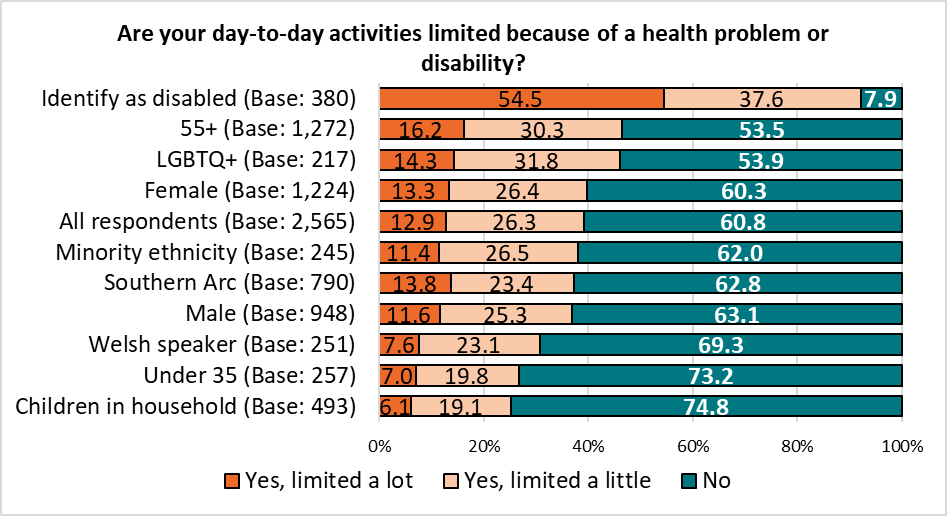 Are your day-to-day activities limited because of a health problem or
disability?
Identify as disabled (Base: 380) 54.5 37.6 7.9
55+ (Base: 1,272) 16.2 30.3 53.5
LGBTQ+ (Base: 217) 14.3 31.8 53.9
Female (Base: 1,224) 13.3 26.4 60.3
All respondents (Base: 2,565) 12.9 26.3 60.8
Minority ethnicity (Base: 245) 11.4 26.5 62.0
Southern Arc (Base: 790) 13.8 23.4 62.8
Male (Base: 948) 11.6 25.3 63.1
Welsh speaker (Base: 251) 7.6 23.1 69.3
Under 35 (Base: 257) 7.0 19.8 73.2
Children in household (Base: 493) 6.1 19.1 74.8
0% 20% 40% 60% 80% 100%
Yes, limited a lot Yes, limited a little No